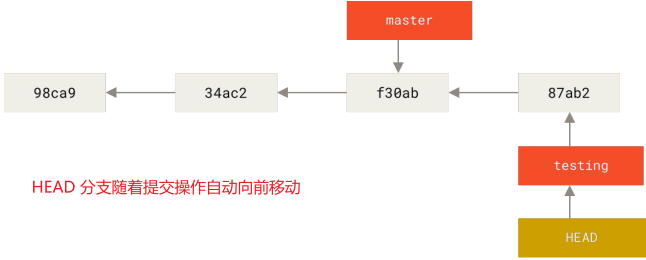 master
98ca9
34ac2
f30ab
87ab2
testing
HEAD 分支随着提交操作自动向前移动
HEAD